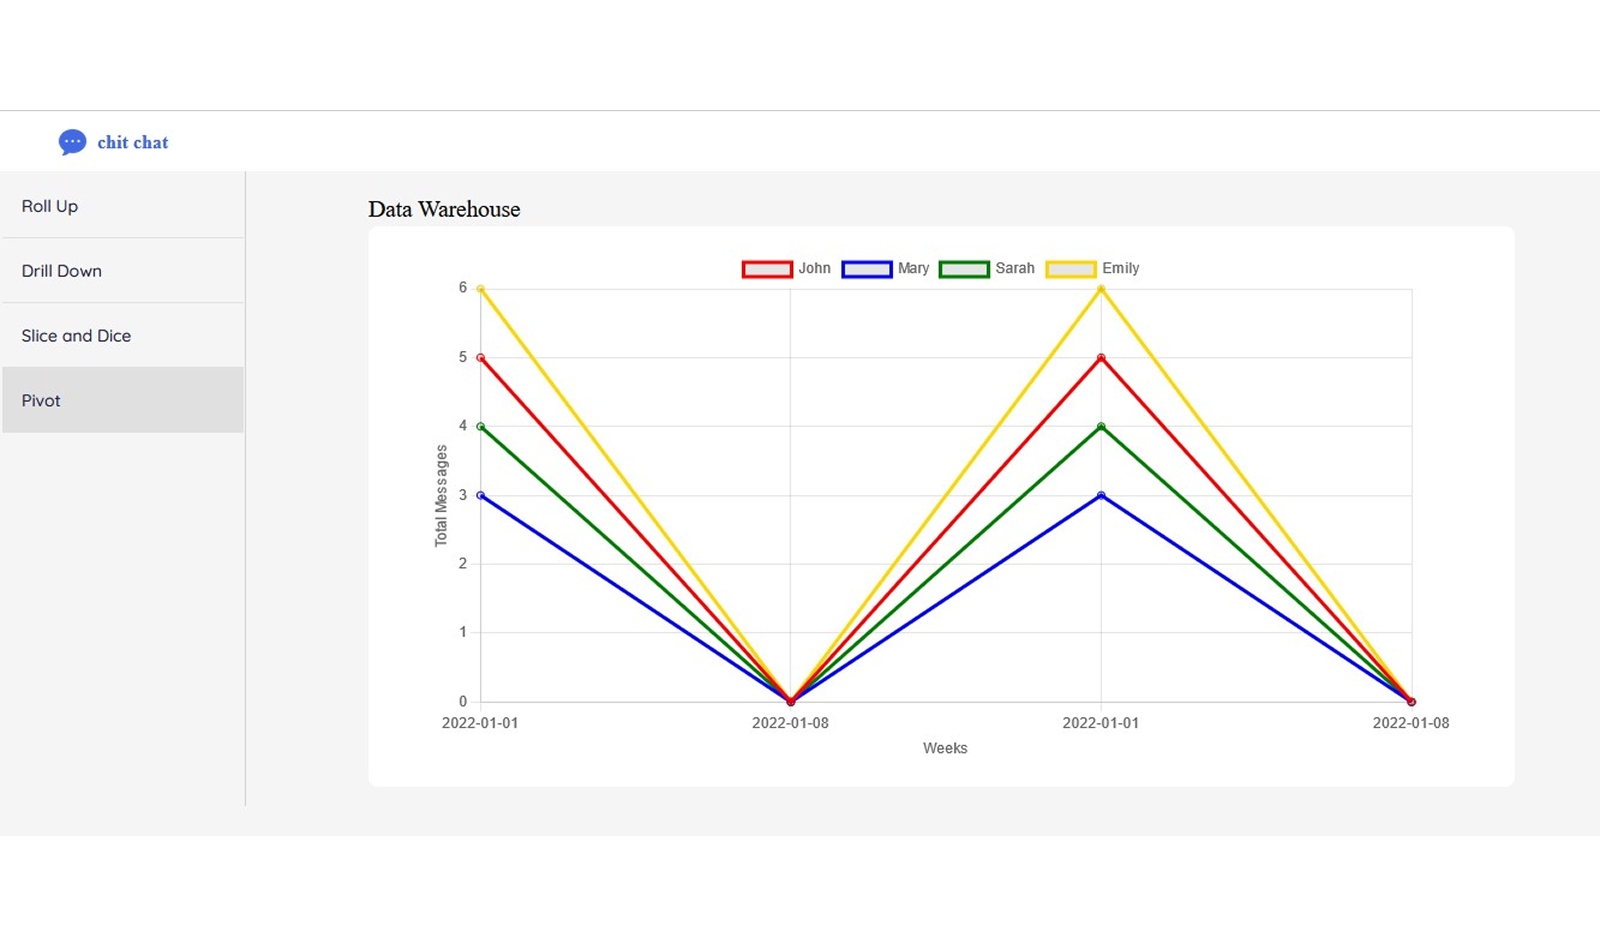 chit chat
Roll Up
Drill Down
Slice and Dice
Pivot
Data Warehouse
John Mary Sarah Emily
6
5
4
3
2
1
0
Total Messages
2022-01-01 2022-01-08 2022-01-01 2022-01-08
Weeks